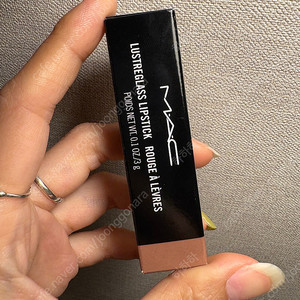 MAC
LUSTREGLASS LIPSTICK ROUGE À LÈVRES
POIDS NET WT. 0.1 OZ/3 g